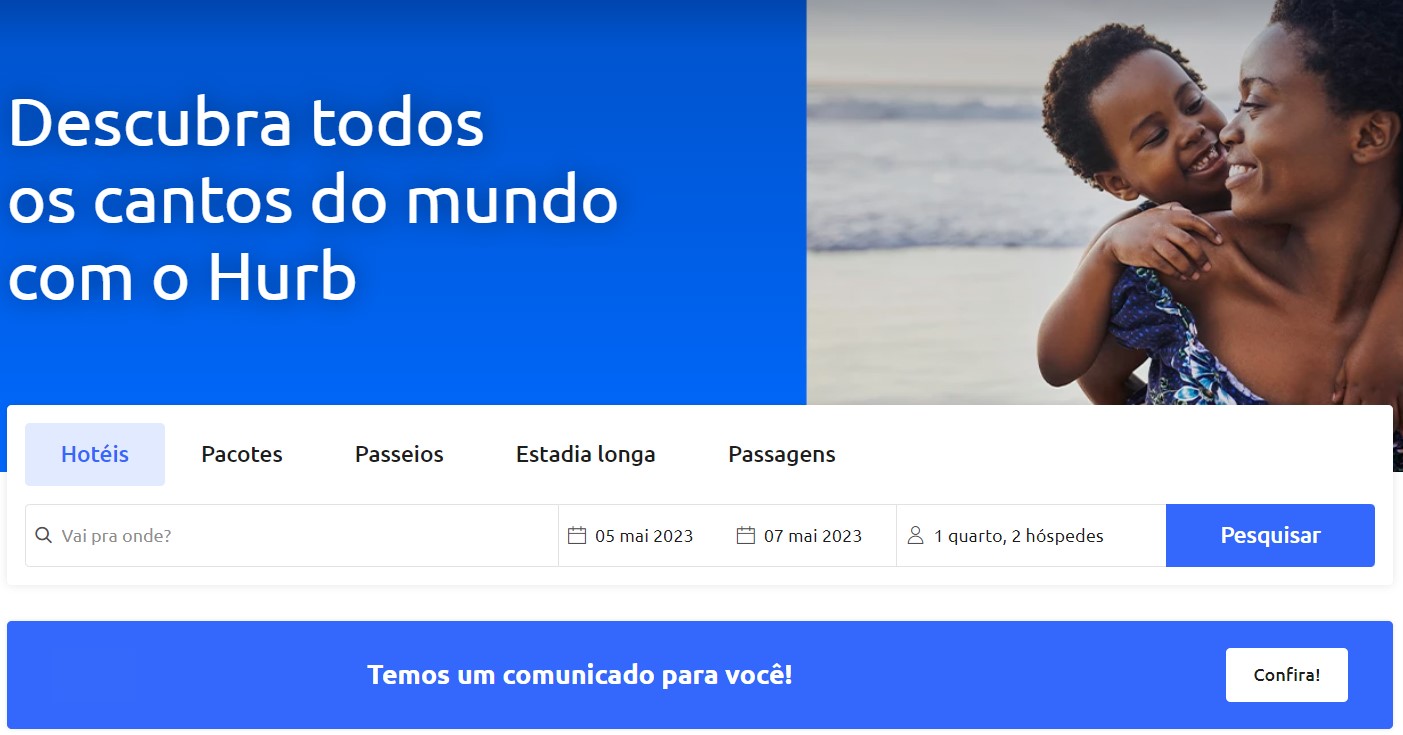 Descubra todos
os cantos do mundo
com o Hurb
Hotéis Pacotes Passeios Estadia longa Passagens
Vai pra onde? 05 mai 2023 07 mai 2023 1 quarto, 2 hóspedes Pesquisar
Temos um comunicado para você! Confira!